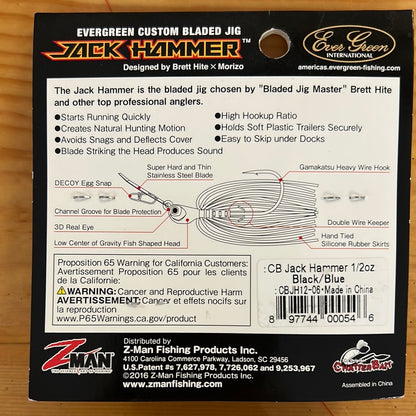 EVERGREEN CUSTOM BLADED JIG
JACK HAMMER™
Designed by Brett Hite × Morizo
Ever Green
INTERNATIONAL
americas.evergreen-fishing.com
The Jack Hammer is the bladed jig chosen by "Bladed Jig Master" Brett Hite
and other top professional anglers.
●Starts Running Quickly
●Creates Natural Hunting Motion
●Avoids Snags and Deflects Cover
●Blade Striking the Head Produces Sound
●High Hookup Ratio
●Holds Soft Plastic Trailers Securely
●Easy to Skip under Docks
Super Hard and Thin
Stainless Steel Blade
Gamakatsu Heavy Wire Hook
DECOY Egg Snap
Channel Groove for Blade Protection
3D Real Eye
Low Center of Gravity Fish Shaped Head
Double Wire Keeper
Hand Tied
Silicone Rubber Skirts
Proposition 65 Warning for California Customers:
Avertissement Proposition 65 pour les clients
de la Californie:
⚠WARNING: Cancer and Reproductive Harm
AVERTISSEMENT: Cancer et effets nocifs sur
la reproduction
www.P65Warnings.ca.gov/product
:CB Jack Hammer 1/2oz
Black/Blue
:CBJH12-06•Made in China
8 97744 00054 6
Z-MAN
Distributed by
Z-Man Fishing Products Inc.
4100 Carolina Commerce Parkway, Ladson, SC 29456
U.S.Patent #s 7,627,978, 7,726,062 and 9,253,967
©2016 Z-MAN Fishing Products, Inc.
www.zmanfishing.com
ChatterBait
Assembled in China